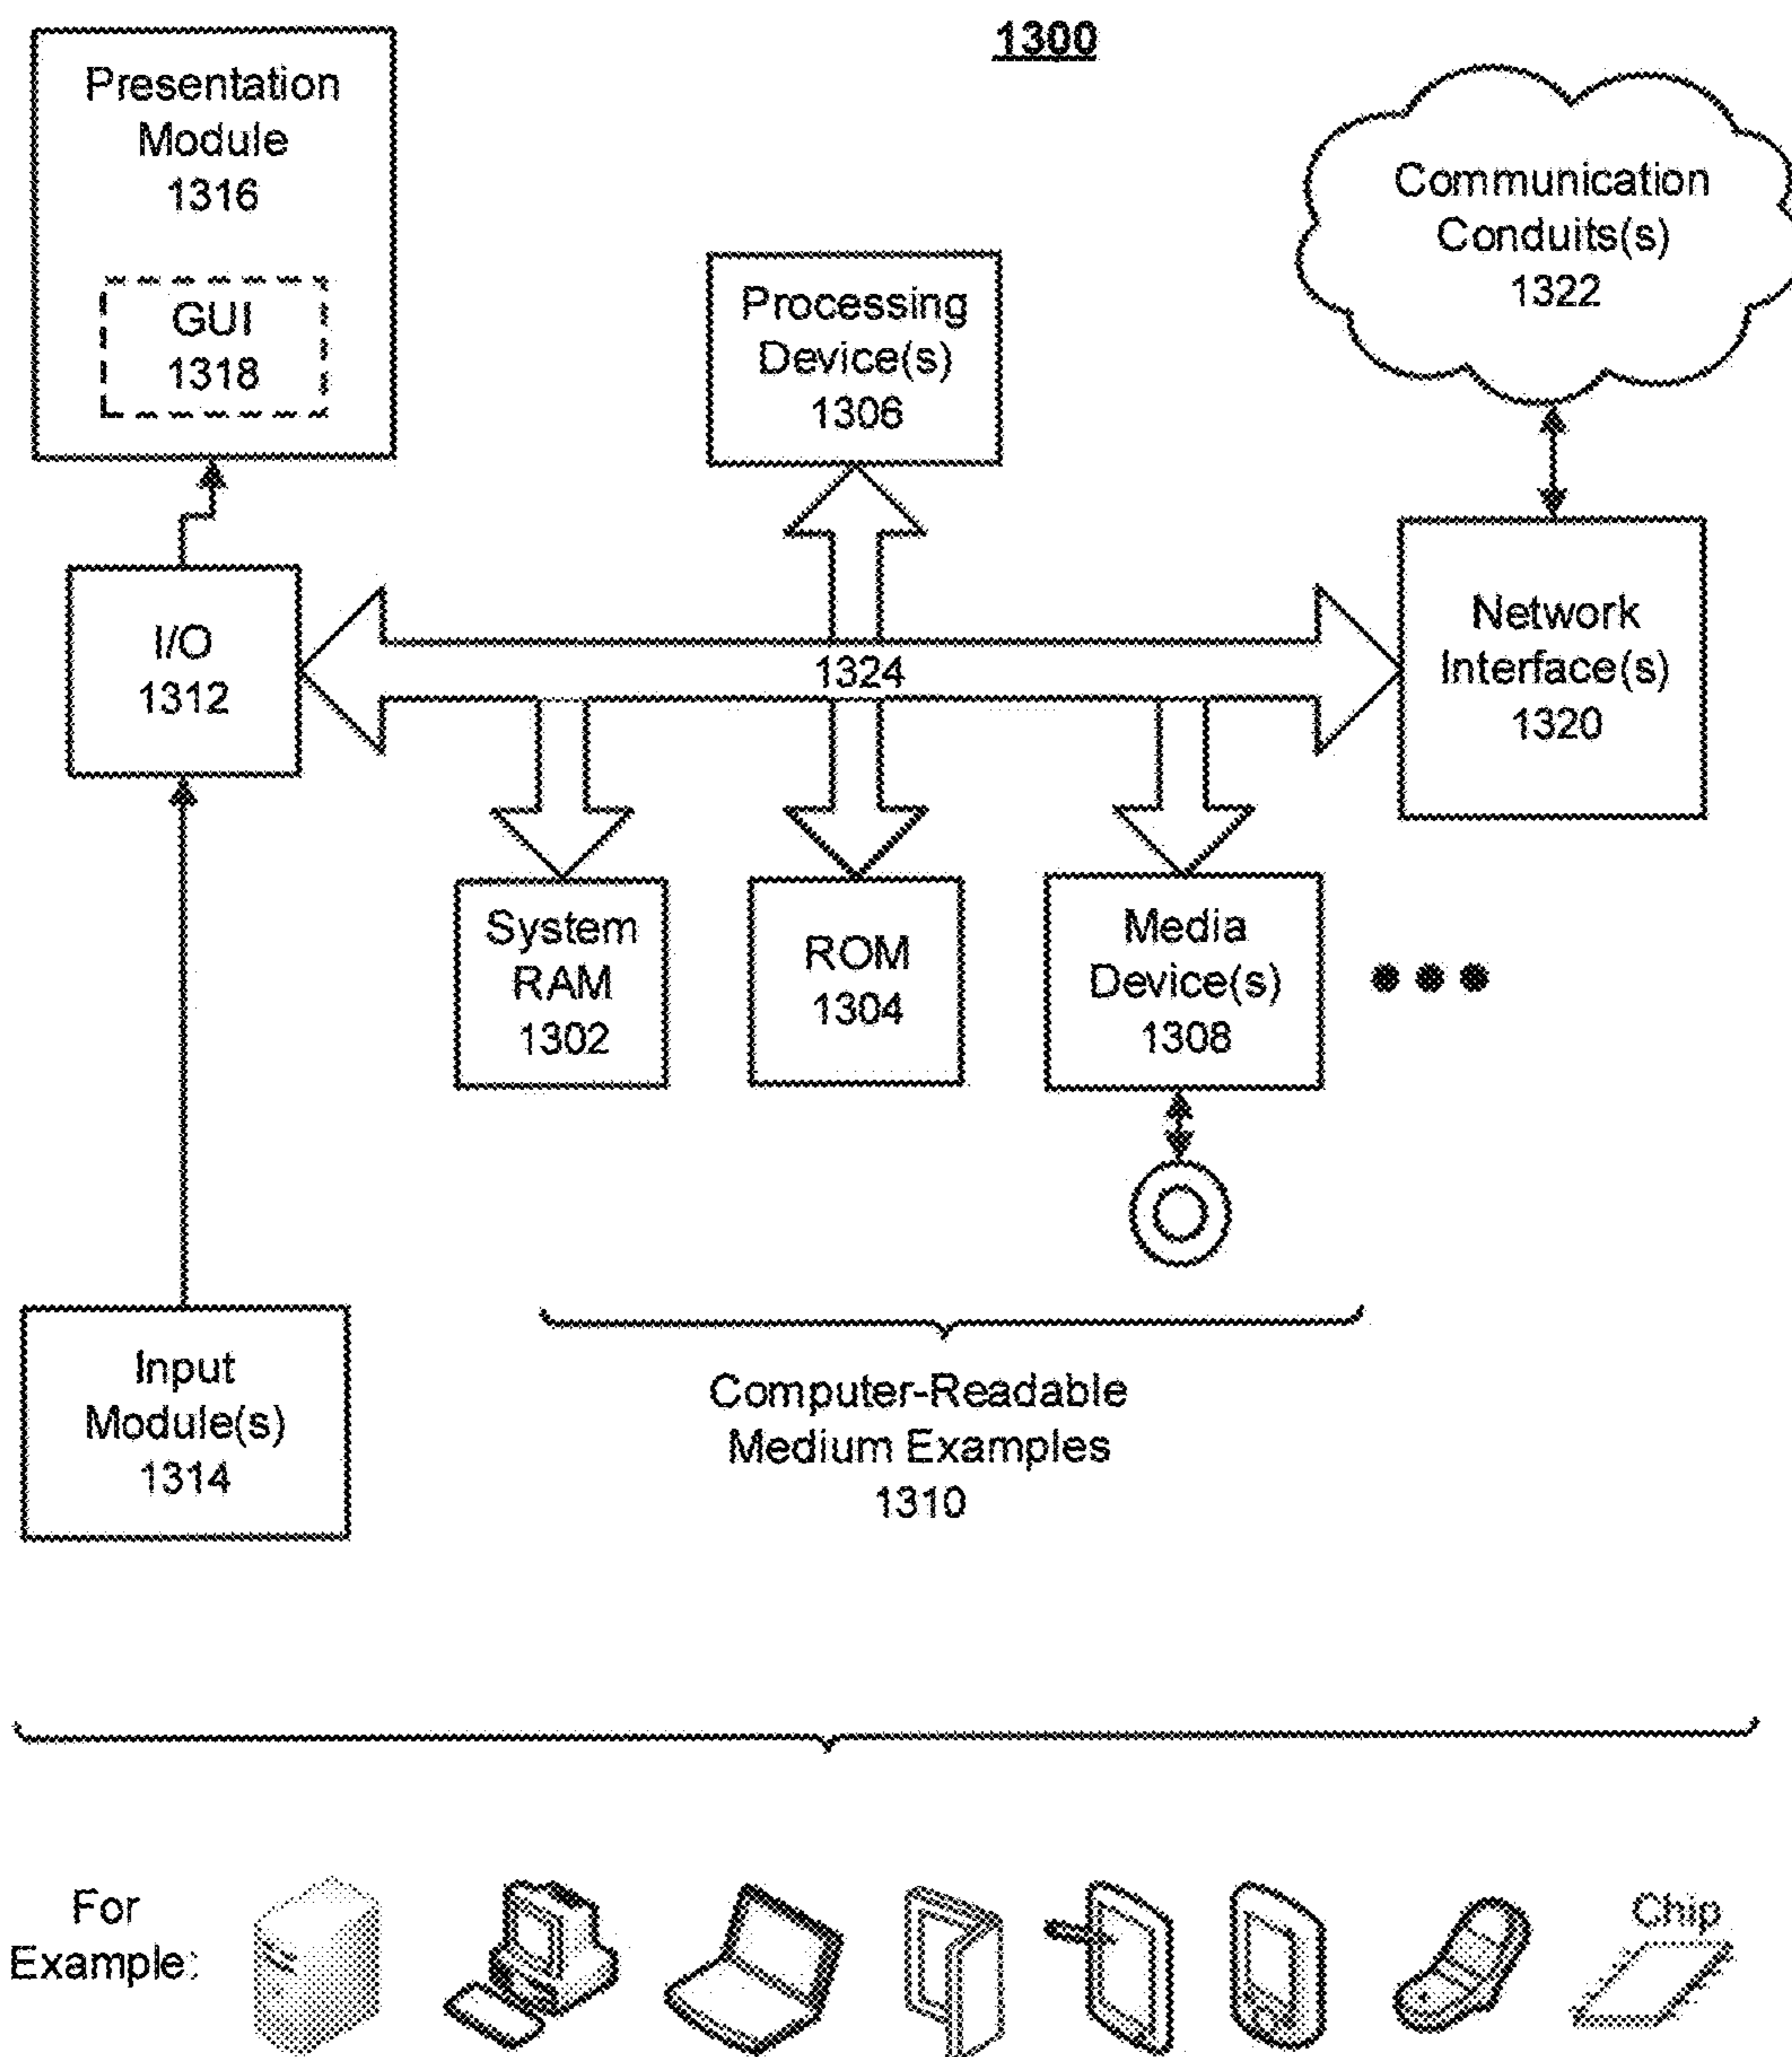 1300
Presentation
Module
1316
GUI
1318
Communication
Conduits(s)
1322
Processing
Device(s)
1306
I/O
1312
1324
Network
Interface(s)
1320
System
RAM
1302
ROM
1304
Media
Device(s)
1308
Input
Module(s)
1314
Computer-Readable
Medium Examples
1310
For
Example:
Chip